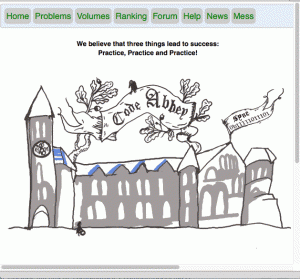 Home Problems Volumes Ranking Forum Help News Mess
We believe that three things lead to success:
Practice, Practice and Practice!
Code Abbey